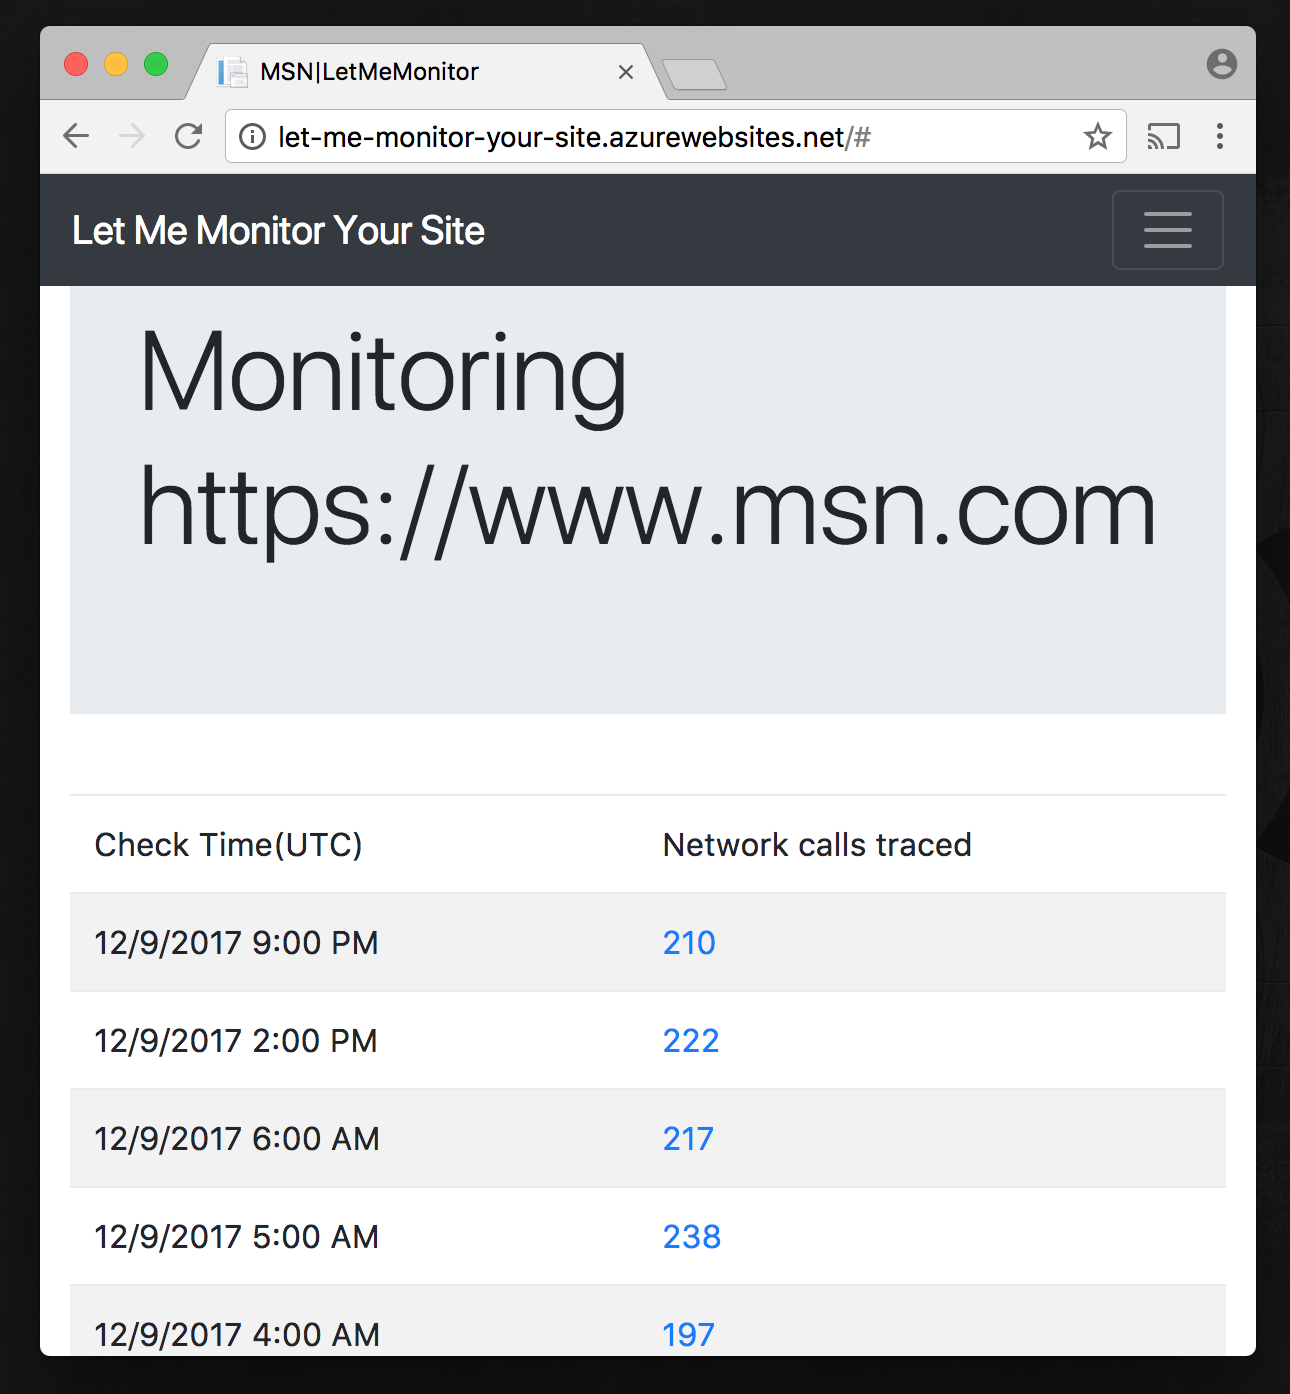 MSN|LetMeMonitor
let-me-monitor-your-site.azurewebsites.net/#
Let Me Monitor Your Site
Monitoring
https://www.msn.com
Check Time(UTC) Network calls traced
12/9/2017 9:00 PM 210
12/9/2017 2:00 PM 222
12/9/2017 6:00 AM 217
12/9/2017 5:00 AM 238
12/9/2017 4:00 AM 197